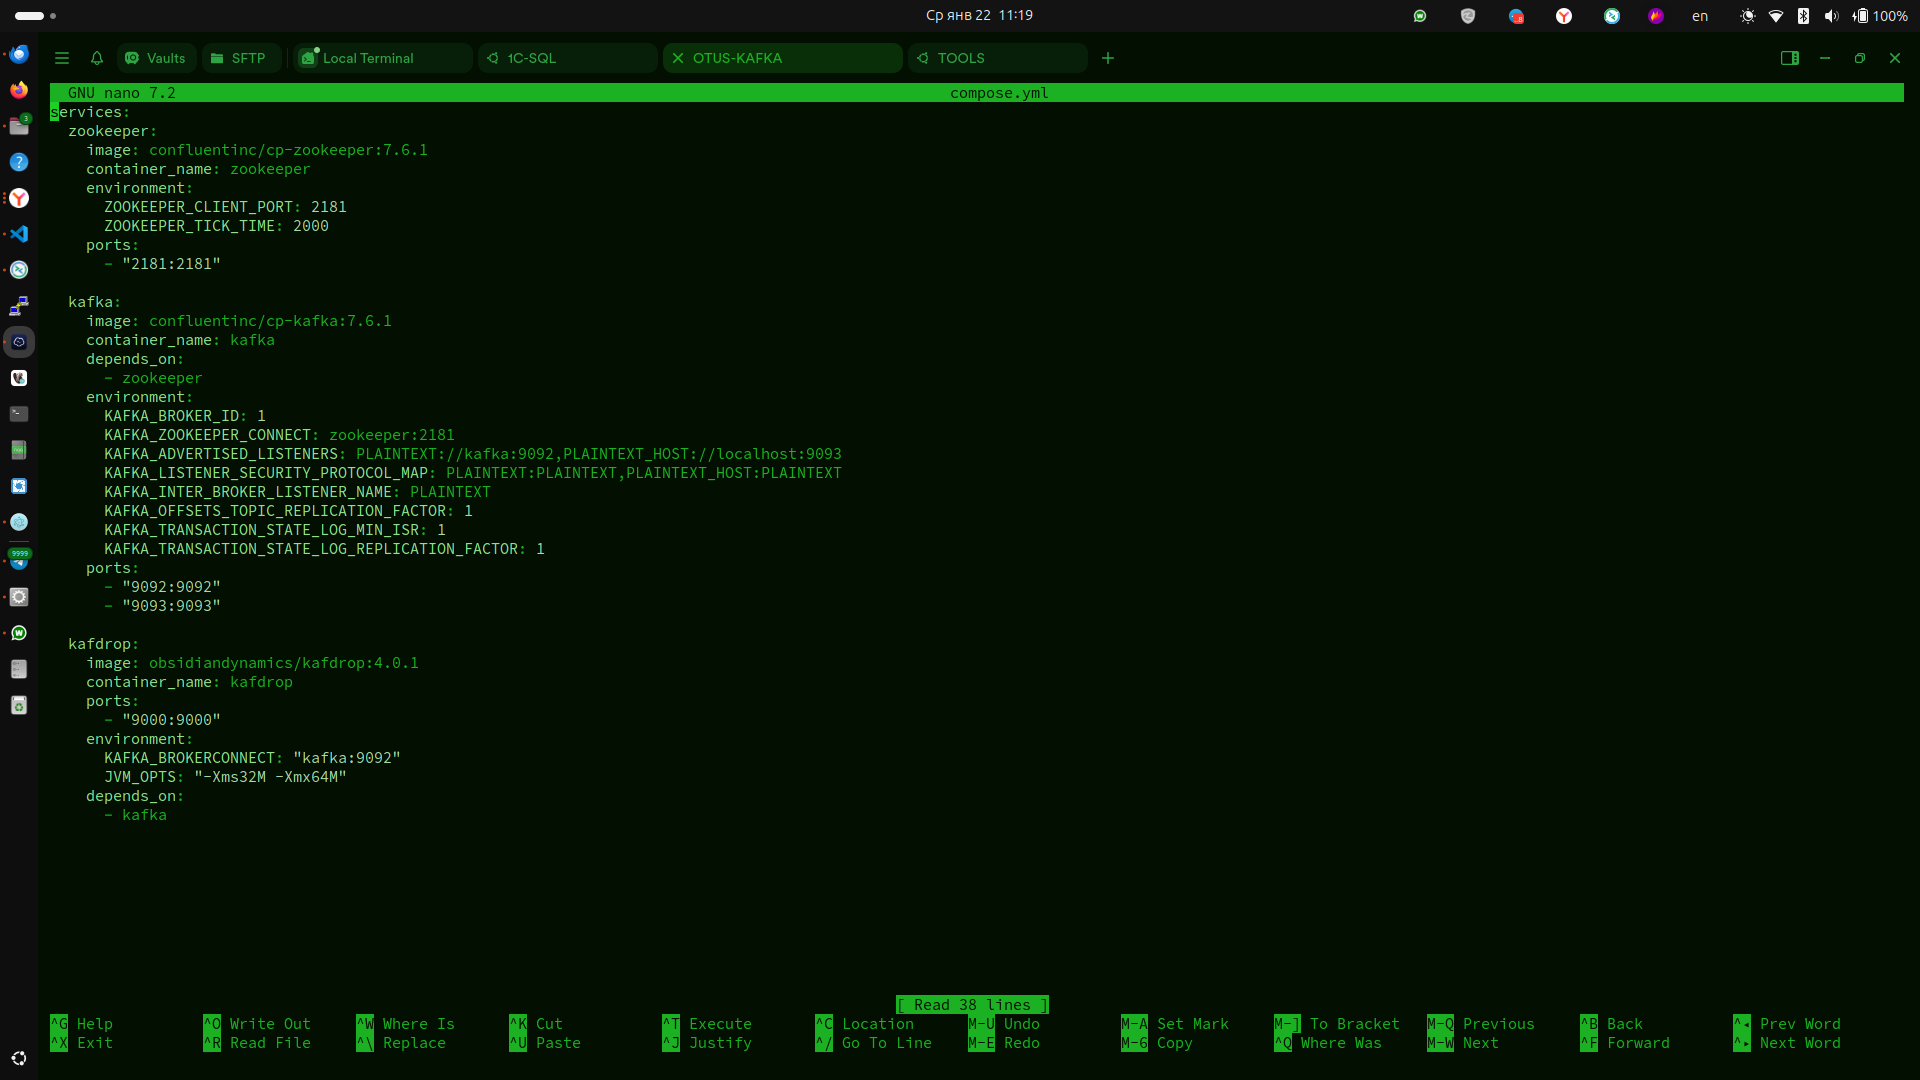 Ср янв 22 11:19
en
100%
Vaults
SFTP
Local Terminal
1C-SQL
OTUS-KAFKA
TOOLS
GNU nano 7.2 compose.yml
services:
zookeeper:
image: confluentinc/cp-zookeeper:7.6.1
container_name: zookeeper
environment:
ZOOKEEPER_CLIENT_PORT: 2181
ZOOKEEPER_TICK_TIME: 2000
ports:
- "2181:2181"
kafka:
image: confluentinc/cp-kafka:7.6.1
container_name: kafka
depends_on:
- zookeeper
environment:
KAFKA_BROKER_ID: 1
KAFKA_ZOOKEEPER_CONNECT: zookeeper:2181
KAFKA_ADVERTISED_LISTENERS: PLAINTEXT://kafka:9092,PLAINTEXT_HOST://localhost:9093
KAFKA_LISTENER_SECURITY_PROTOCOL_MAP: PLAINTEXT:PLAINTEXT,PLAINTEXT_HOST:PLAINTEXT
KAFKA_INTER_BROKER_LISTENER_NAME: PLAINTEXT
KAFKA_OFFSETS_TOPIC_REPLICATION_FACTOR: 1
KAFKA_TRANSACTION_STATE_LOG_MIN_ISR: 1
KAFKA_TRANSACTION_STATE_LOG_REPLICATION_FACTOR: 1
ports:
- "9092:9092"
- "9093:9093"
kafdrop:
image: obsidiandynamics/kafdrop:4.0.1
container_name: kafdrop
ports:
- "9000:9000"
environment:
KAFKA_BROKERCONNECT: "kafka:9092"
JVM_OPTS: "-Xms32M -Xmx64M"
depends_on:
- kafka
[ Read 38 lines ]
^G Help ^O Write Out ^W Where Is ^K Cut ^T Execute ^C Location M-U Undo M-A Set Mark M-] To Bracket M-Q Previous ^B Back ^◂ Prev Word
^X Exit ^R Read File ^\ Replace ^U Paste ^J Justify ^/ Go To Line M-E Redo M-6 Copy ^Q Where Was M-W Next ^F Forward ^▸ Next Word
3
9999